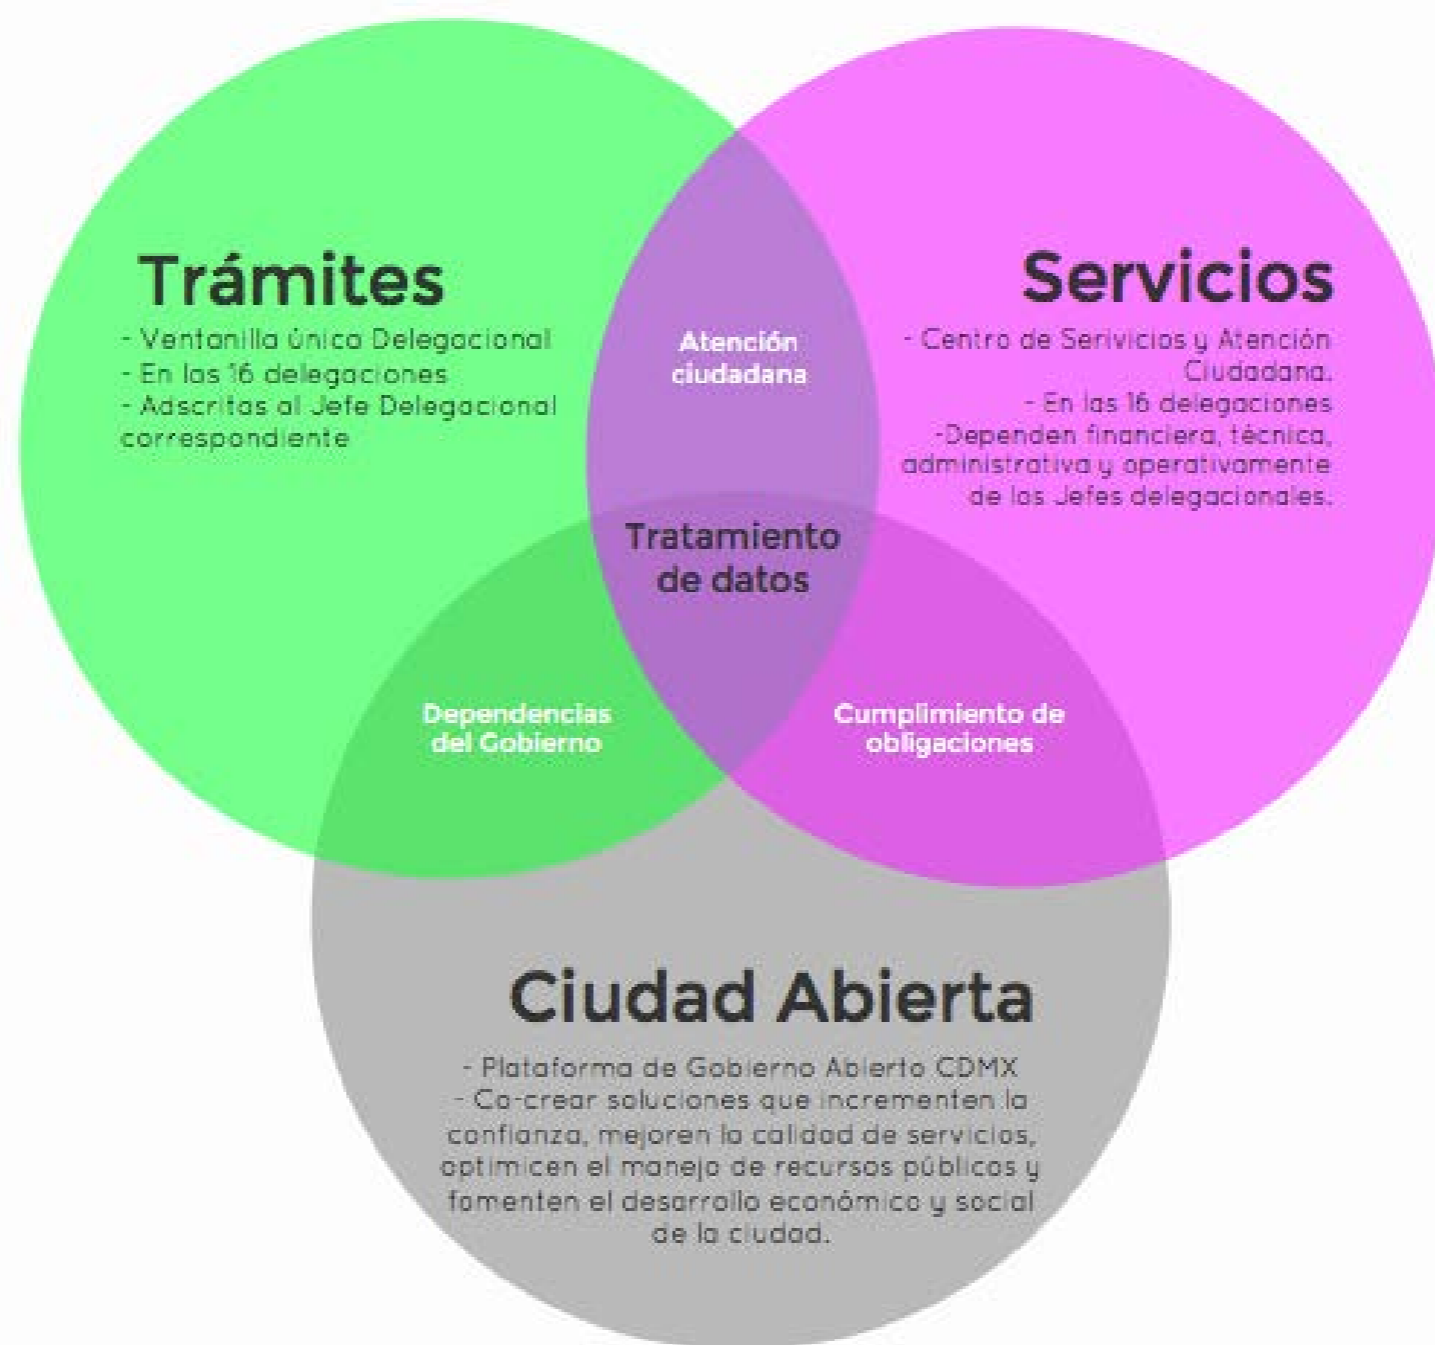 Trámites
- Ventanilla única Delegacional
- En las 16 delegaciones
- Adscritas al Jefe Delegacional
correspondiente
Atención
ciudadana
Servicios
- Centro de Serivicios y Atención
Ciudadana.
- En las 16 delegaciones
-Dependen financiera, técnica,
administrativa y operativamente
de los Jefes delegacionales.
Tratamiento
de datos
Dependencias
del Gobierno
Cumplimiento de
obligaciones
Ciudad Abierta
- Plataforma de Gobierno Abierto CDMX
- Co-crear soluciones que incrementen la
confianza, mejoren la calidad de servicios,
optimicen el manejo de recursos públicos y
fomenten el desarrollo económico y social
de la ciudad.